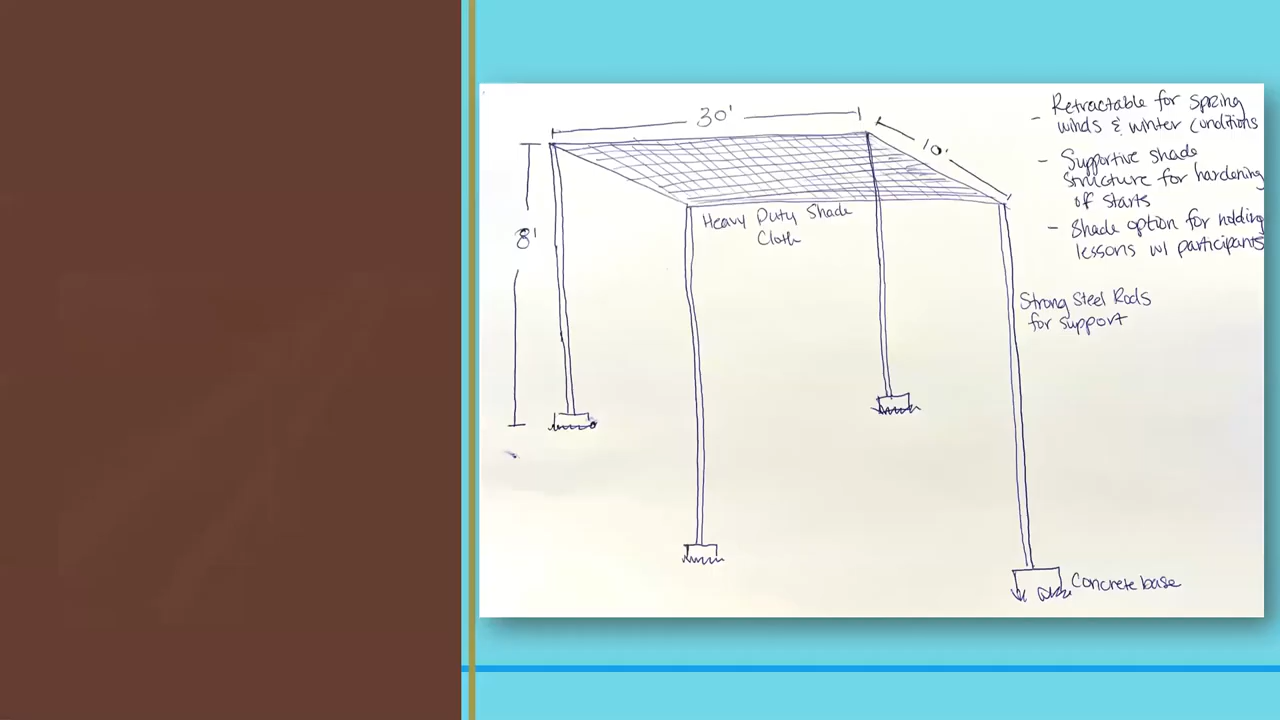 30'
10'
8'
Heavy Duty Shade
Cloth
- Retractable for spring
winds & winter conditions
- Supportive shade
structure for hardening
of starts
- Shade option for holding
lessons w/ participants
Strong Steel Rods
for support
Concrete base